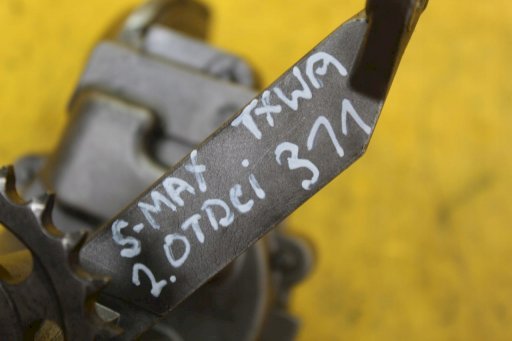 S-MAX TXWA
2.0TDCi 371